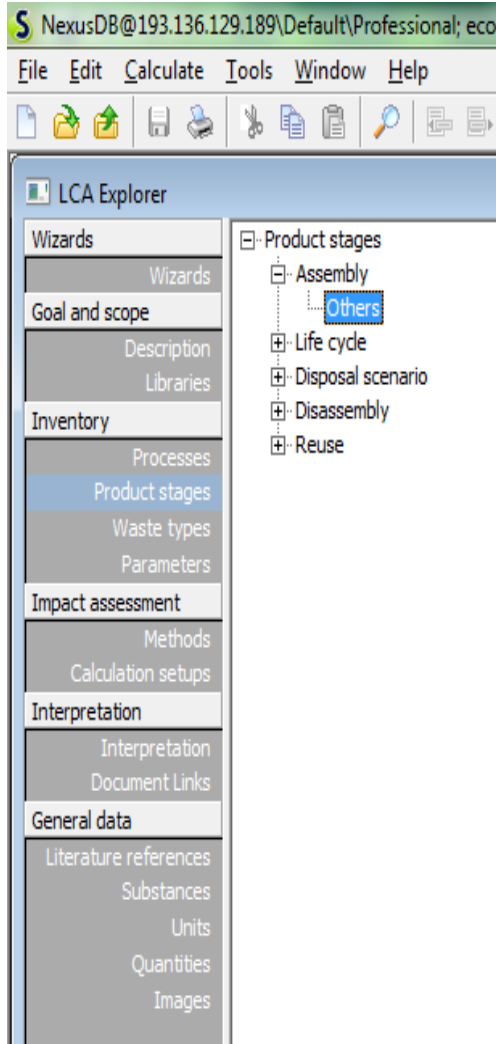 NexusDB@193.136.129.189\Default\Professional; eco
File Edit Calculate Tools Window Help
LCA Explorer
Wizards
Wizards
Goal and scope
Description
Libraries
Inventory
Processes
Product stages
Waste types
Parameters
Impact assessment
Methods
Calculation setups
Interpretation
Interpretation
Document Links
General data
Literature references
Substances
Units
Quantities
Images
Product stages
Assembly
Others
Life cycle
Disposal scenario
Disassembly
Reuse